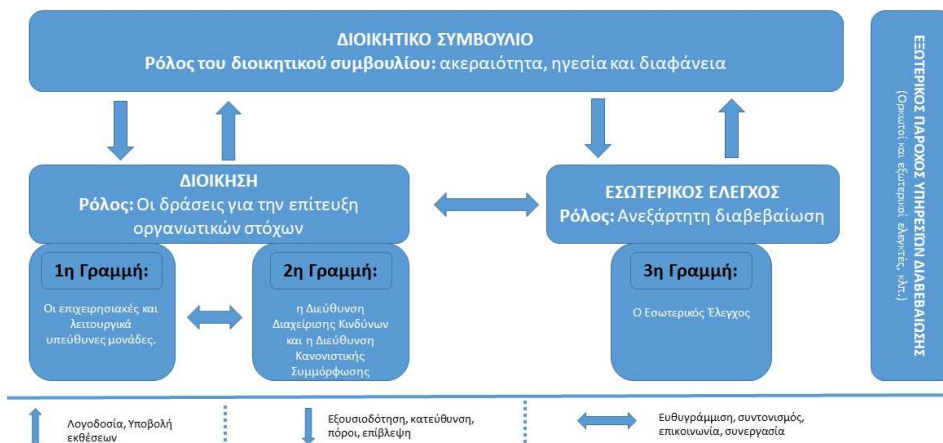 ΔΙΟΙΚΗΤΙΚΟ ΣΥΜΒΟΥΛΙΟ
Ρόλος του διοικητικού συμβουλίου: ακεραιότητα, ηγεσία και διαφάνεια
ΔΙΟΙΚΗΣΗ
Ρόλος: Οι δράσεις για την επίτευξη
οργανωτικών στόχων
ΕΣΩΤΕΡΙΚΟΣ ΕΛΕΓΧΟΣ
Ρόλος: Ανεξάρτητη διαβεβαίωση
1η Γραμμή:
Οι επιχειρησιακές και
λειτουργικά
υπεύθυνες μονάδες.
2η Γραμμή:
η Διεύθυνση
Διαχείρισης Κινδύνων
και η Διεύθυνση
Κανονιστικής
Συμμόρφωσης
3η Γραμμή:
Ο Εσωτερικός Έλεγχος
ΕΞΩΤΕΡΙΚΟΣ ΠΑΡΟΧΟΣ ΥΠΗΡΕΣΙΩΝ ΔΙΑΒΕΒΑΙΩΣΗΣ
(Ορκωτοί και εξωτερικοί ελεγκτές, κλπ.)
Λογοδοσία, Υποβολή
εκθέσεων
Εξουσιοδότηση, κατεύθυνση,
πόροι, επίβλεψη
Ευθυγράμμιση, συντονισμός,
επικοινωνία, συνεργασία